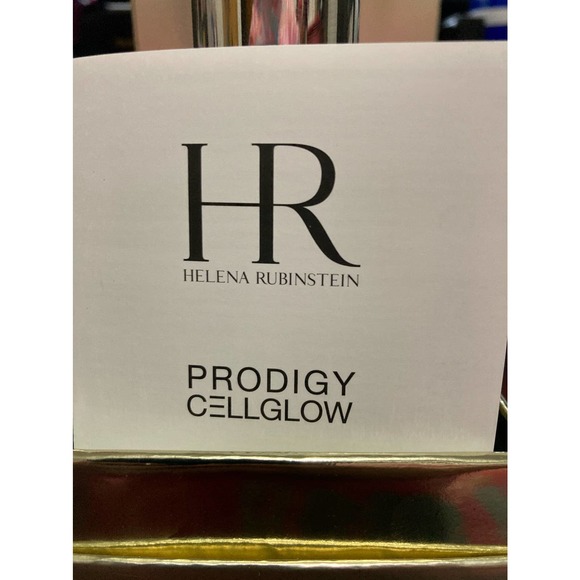 HR
HELENA RUBINSTEIN
PRODIGY
CELLGLOW